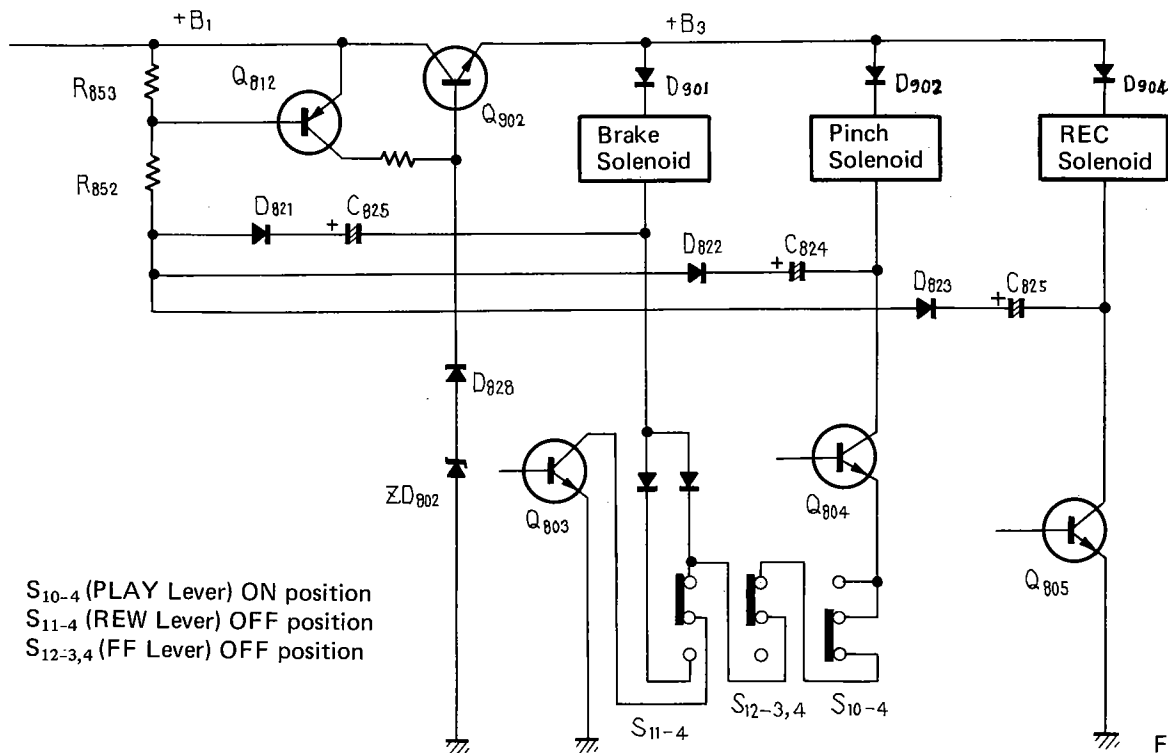 +B1
+B3
R853
Q812
Q902
D901
D902
D904
Brake
Solenoid
Pinch
Solenoid
REC
Solenoid
R852
D821
+
C825
D822
+
C824
D823
+
C825
D828
ZD802
Q803
Q804
Q805
S10-4 (PLAY Lever) ON position
S11-4 (REW Lever) OFF position
S12-3,4 (FF Lever) OFF position
S11-4
S12-3,4
S10-4
F